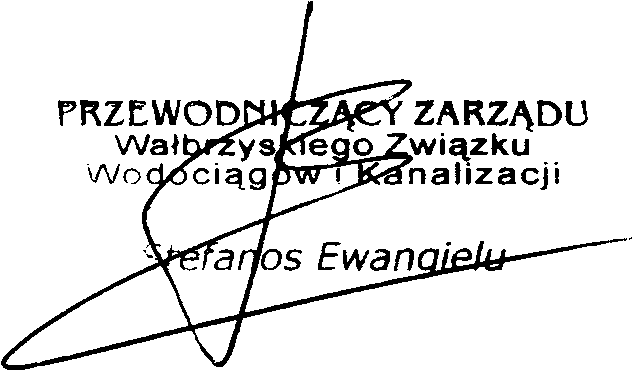 PRZEWODNICZĄCY ZARZĄDU
Wałbrzyskiego Związku
Wodociągów i Kanalizacji
Stefanos Ewangielu